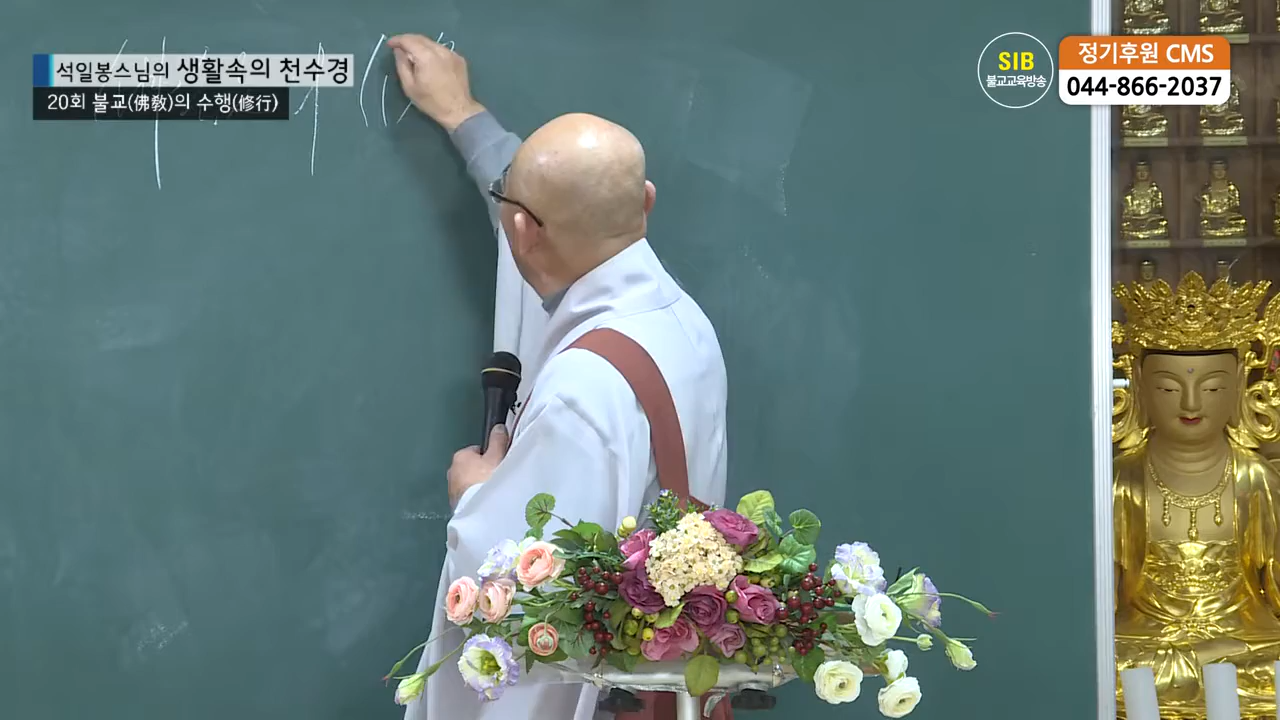 석일봉스님의 생활속의 천수경
20회 불교(佛敎)의 수행(修行)
SIB
불교교육방송
정기후원 CMS
044-866-2037